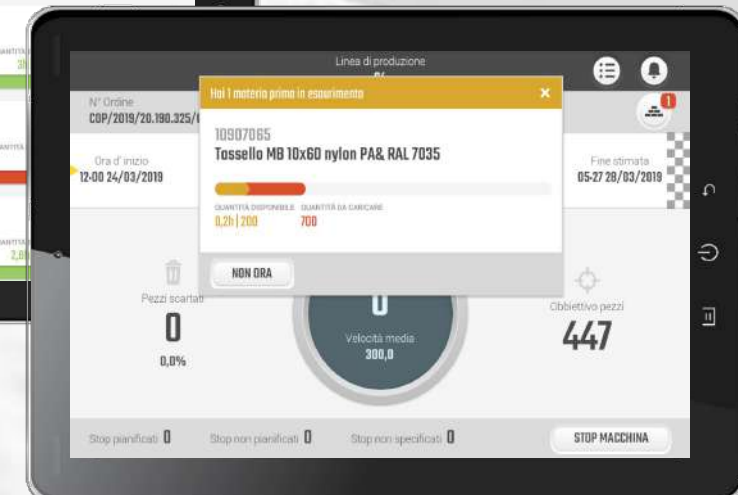 Linea di produzione
N° Ordine
COP/2019/20.190.325/
1
Hai 1 materia prima in esaurimento
×
10907065
Tassello MB 10x60 nylon PA& RAL 7035
QUANTITÀ DISPONIBILE QUANTITÀ DA CARICARE
0,2h | 200 700
NON ORA
Ora d'inizio
12:00 24/03/2019
Fine stimata
05:27 28/03/2019
Pezzi scartati
0
0,0%
0
Velocità media
300,0
Obbiettivo pezzi
447
Stop pianificati 0 Stop non pianificati 0 Stop non specificati 0
STOP MACCHINA